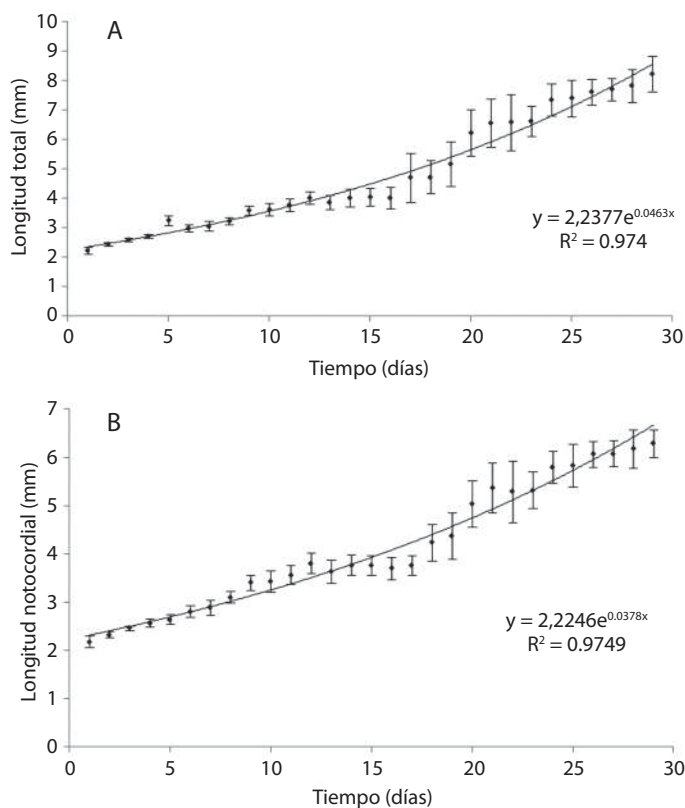 A
Longitud total (mm)
10
9
8
7
6
5
4
3
2
1
0
y = 2,2377e^0.0463x
R² = 0.974
0 5 10 15 20 25 30
Tiempo (días)
B
Longitud notocordial (mm)
7
6
5
4
3
2
1
0
y = 2,2246e^0.0378x
R² = 0.9749
0 5 10 15 20 25 30
Tiempo (días)